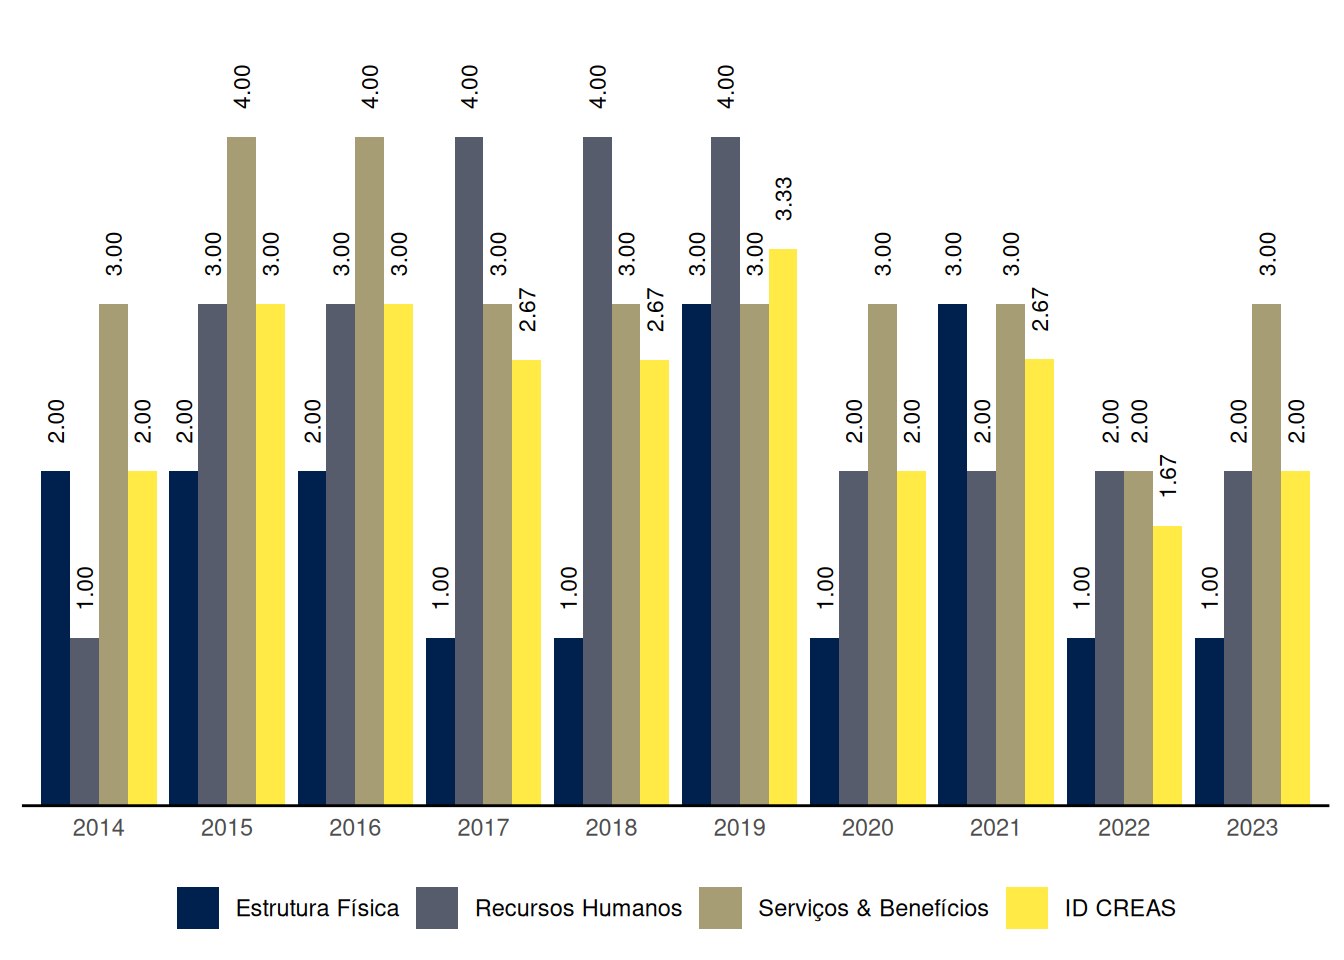 4.00 4.00 4.00 4.00 4.00
3.33
3.00 3.00 3.00 3.00 3.00 3.00 3.00 3.00 3.00 3.00 3.00 3.00 3.00 3.00
2.67 2.67 2.67
2.00 2.00 2.00 2.00 2.00 2.00 2.00 2.00 2.00 2.00 2.00
1.67
1.00 1.00 1.00 1.00 1.00 1.00
2014 2015 2016 2017 2018 2019 2020 2021 2022 2023
Estrutura Física Recursos Humanos Serviços & Benefícios ID CREAS